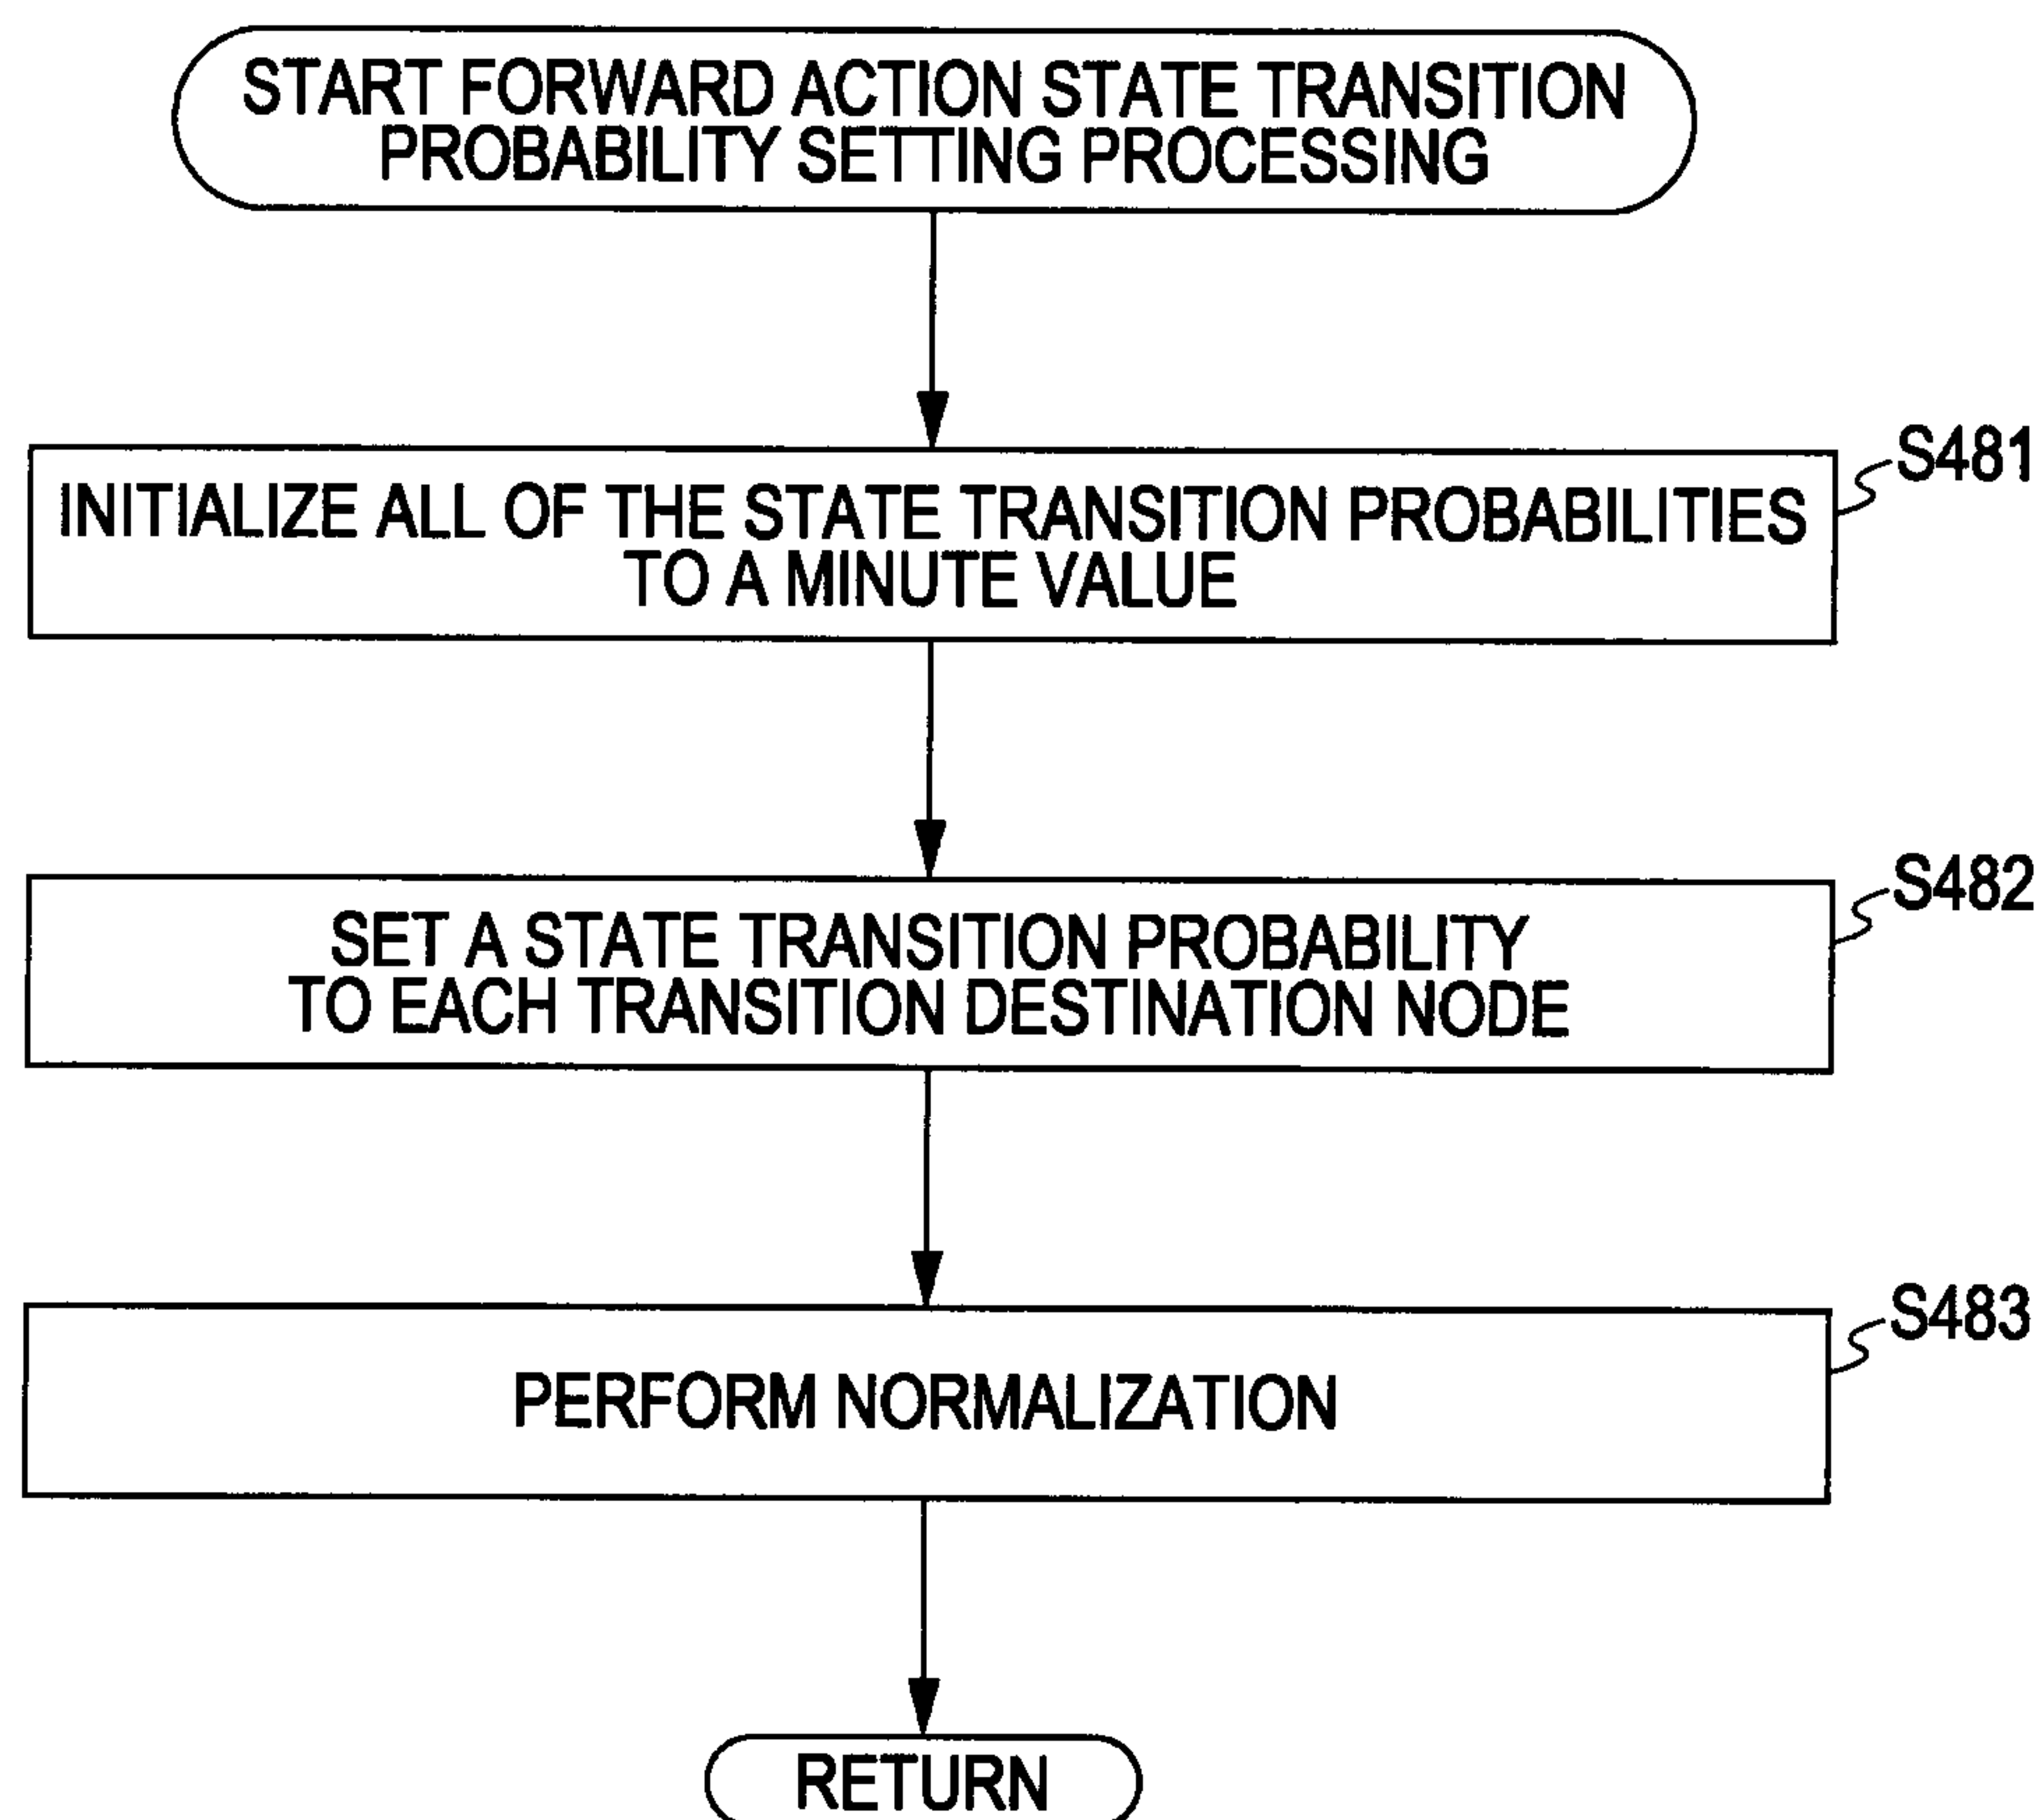 START FORWARD ACTION STATE TRANSITION
PROBABILITY SETTING PROCESSING
S481
INITIALIZE ALL OF THE STATE TRANSITION PROBABILITIES
TO A MINUTE VALUE
S482
SET A STATE TRANSITION PROBABILITY
TO EACH TRANSITION DESTINATION NODE
S483
PERFORM NORMALIZATION
RETURN